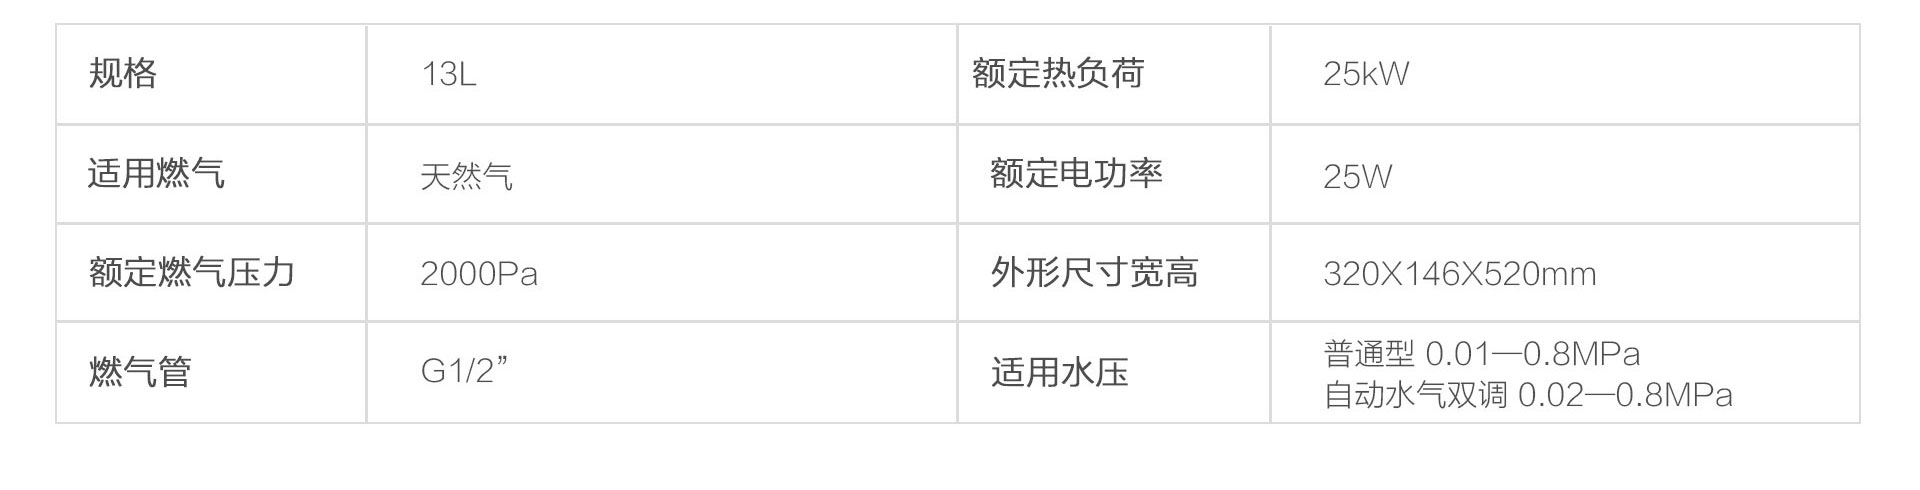 规格 13L 额定热负荷 25kW
适用燃气 天然气 额定电功率 25W
额定燃气压力 2000Pa 外形尺寸宽高 320X146X520mm
燃气管 G1/2” 适用水压 普通型 0.01—0.8MPa
自动水气双调 0.02—0.8MPa